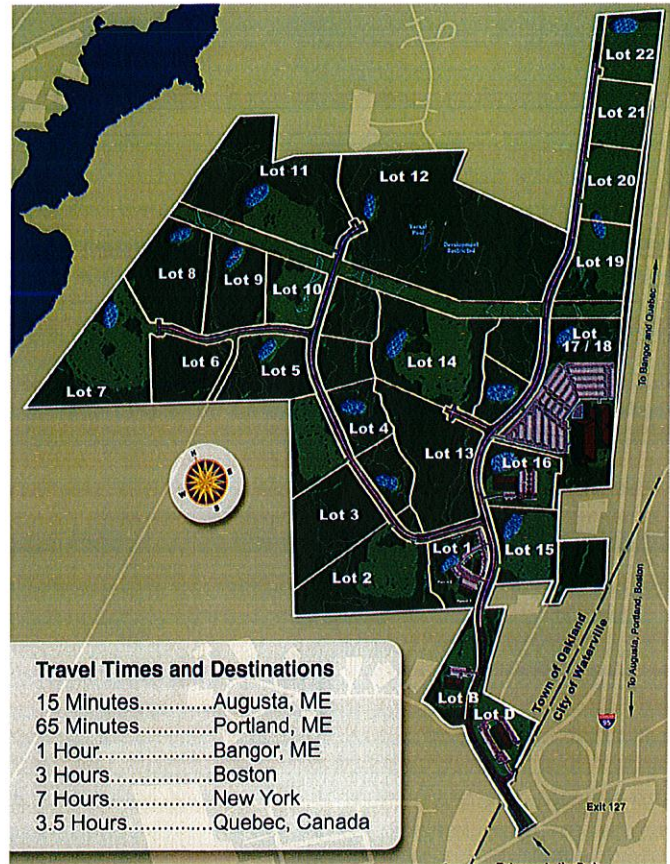 Lot 22
Lot 21
Lot 11
Lot 12
Lot 20
Vernal
Pool
Development
Restricted
Lot 19
Lot 8
Lot 9
Lot 10
To Bangor and Quebec
Lot
17 / 18
Lot 14
Lot 6
Lot 5
Lot 7
Lot 4
Lot 13
Lot 16
Lot 3
Lot 1
Lot 15
Lot 2
To Augusta, Portland, Boston
Town of Oakland
City of Waterville
Lot B
Lot D
95
Exit 127
Travel Times and Destinations
15 Minutes.............Augusta, ME
65 Minutes.............Portland, ME
1 Hour...................Bangor, ME
3 Hours.................Boston
7 Hours.................New York
3.5 Hours...............Quebec, Canada